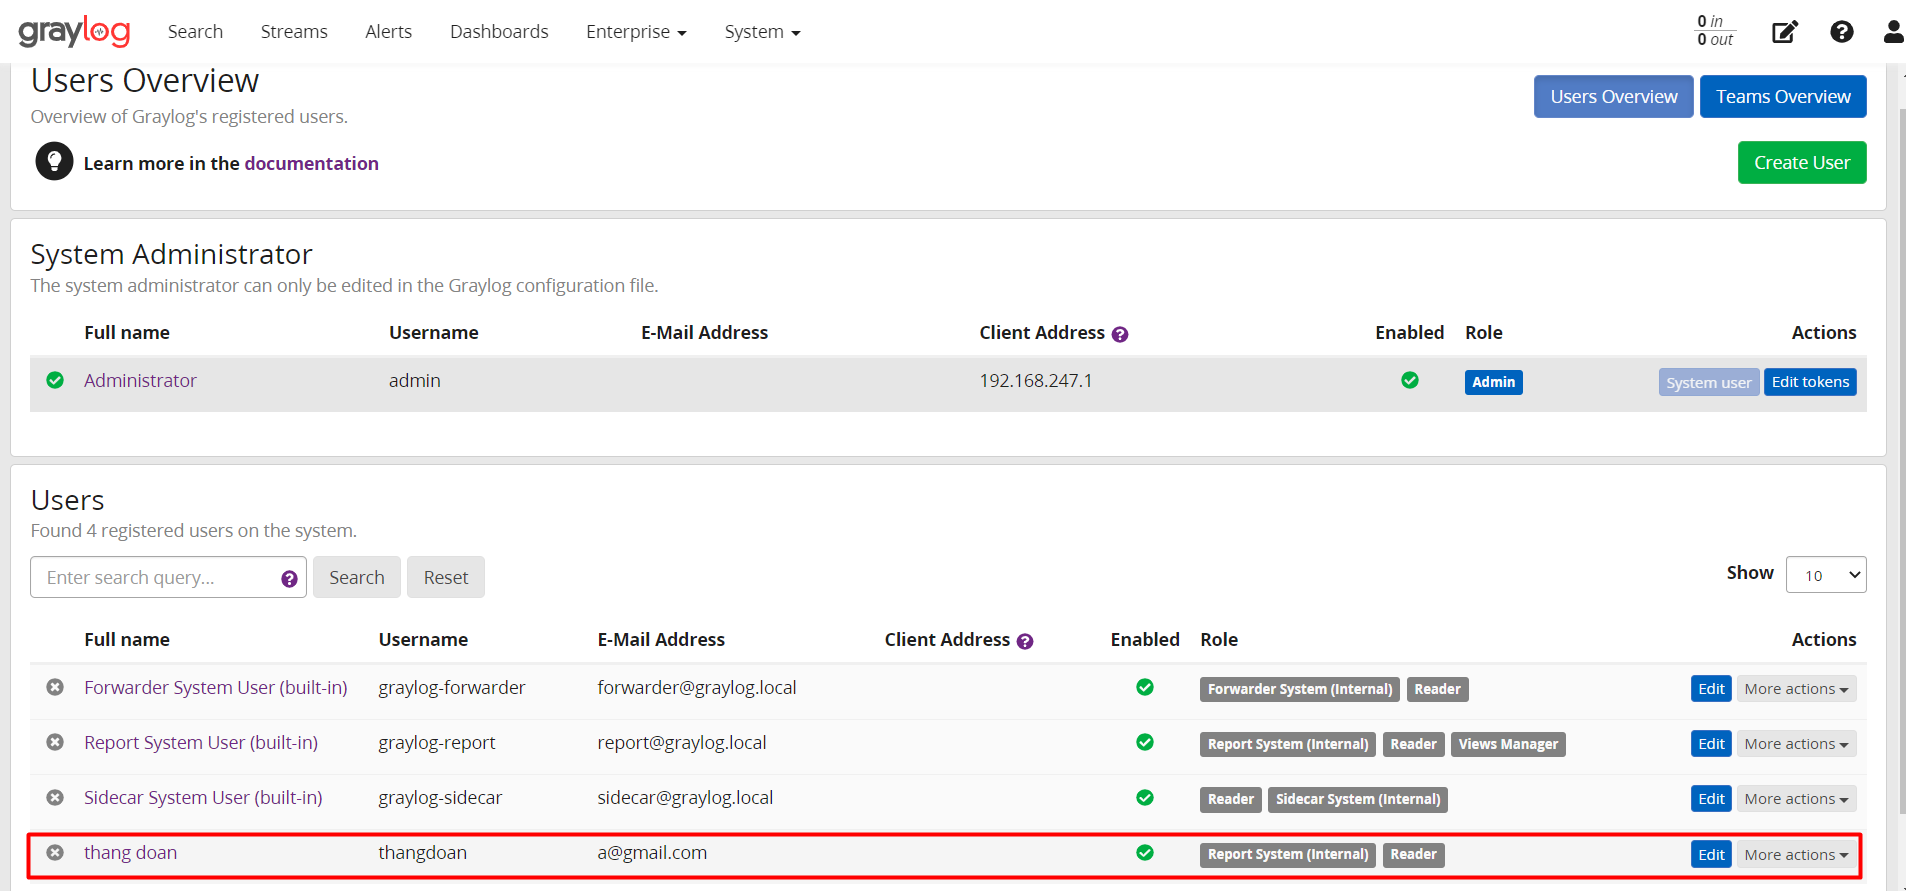 graylog Search Streams Alerts Dashboards Enterprise System 0 in
0 out
Users Overview
Overview of Graylog's registered users.
Users Overview Teams Overview
Learn more in the documentation
Create User
System Administrator
The system administrator can only be edited in the Graylog configuration file.
Full name Username E-Mail Address Client Address Enabled Role Actions
Administrator admin 192.168.247.1 Admin System user Edit tokens
Users
Found 4 registered users on the system.
Enter search query... Search Reset Show 10
Full name Username E-Mail Address Client Address Enabled Role Actions
Forwarder System User (built-in) graylog-forwarder forwarder@graylog.local Forwarder System (Internal) Reader Edit More actions
Report System User (built-in) graylog-report report@graylog.local Report System (Internal) Reader Views Manager Edit More actions
Sidecar System User (built-in) graylog-sidecar sidecar@graylog.local Reader Sidecar System (Internal) Edit More actions
thang doan thangdoan a@gmail.com Report System (Internal) Reader Edit More actions